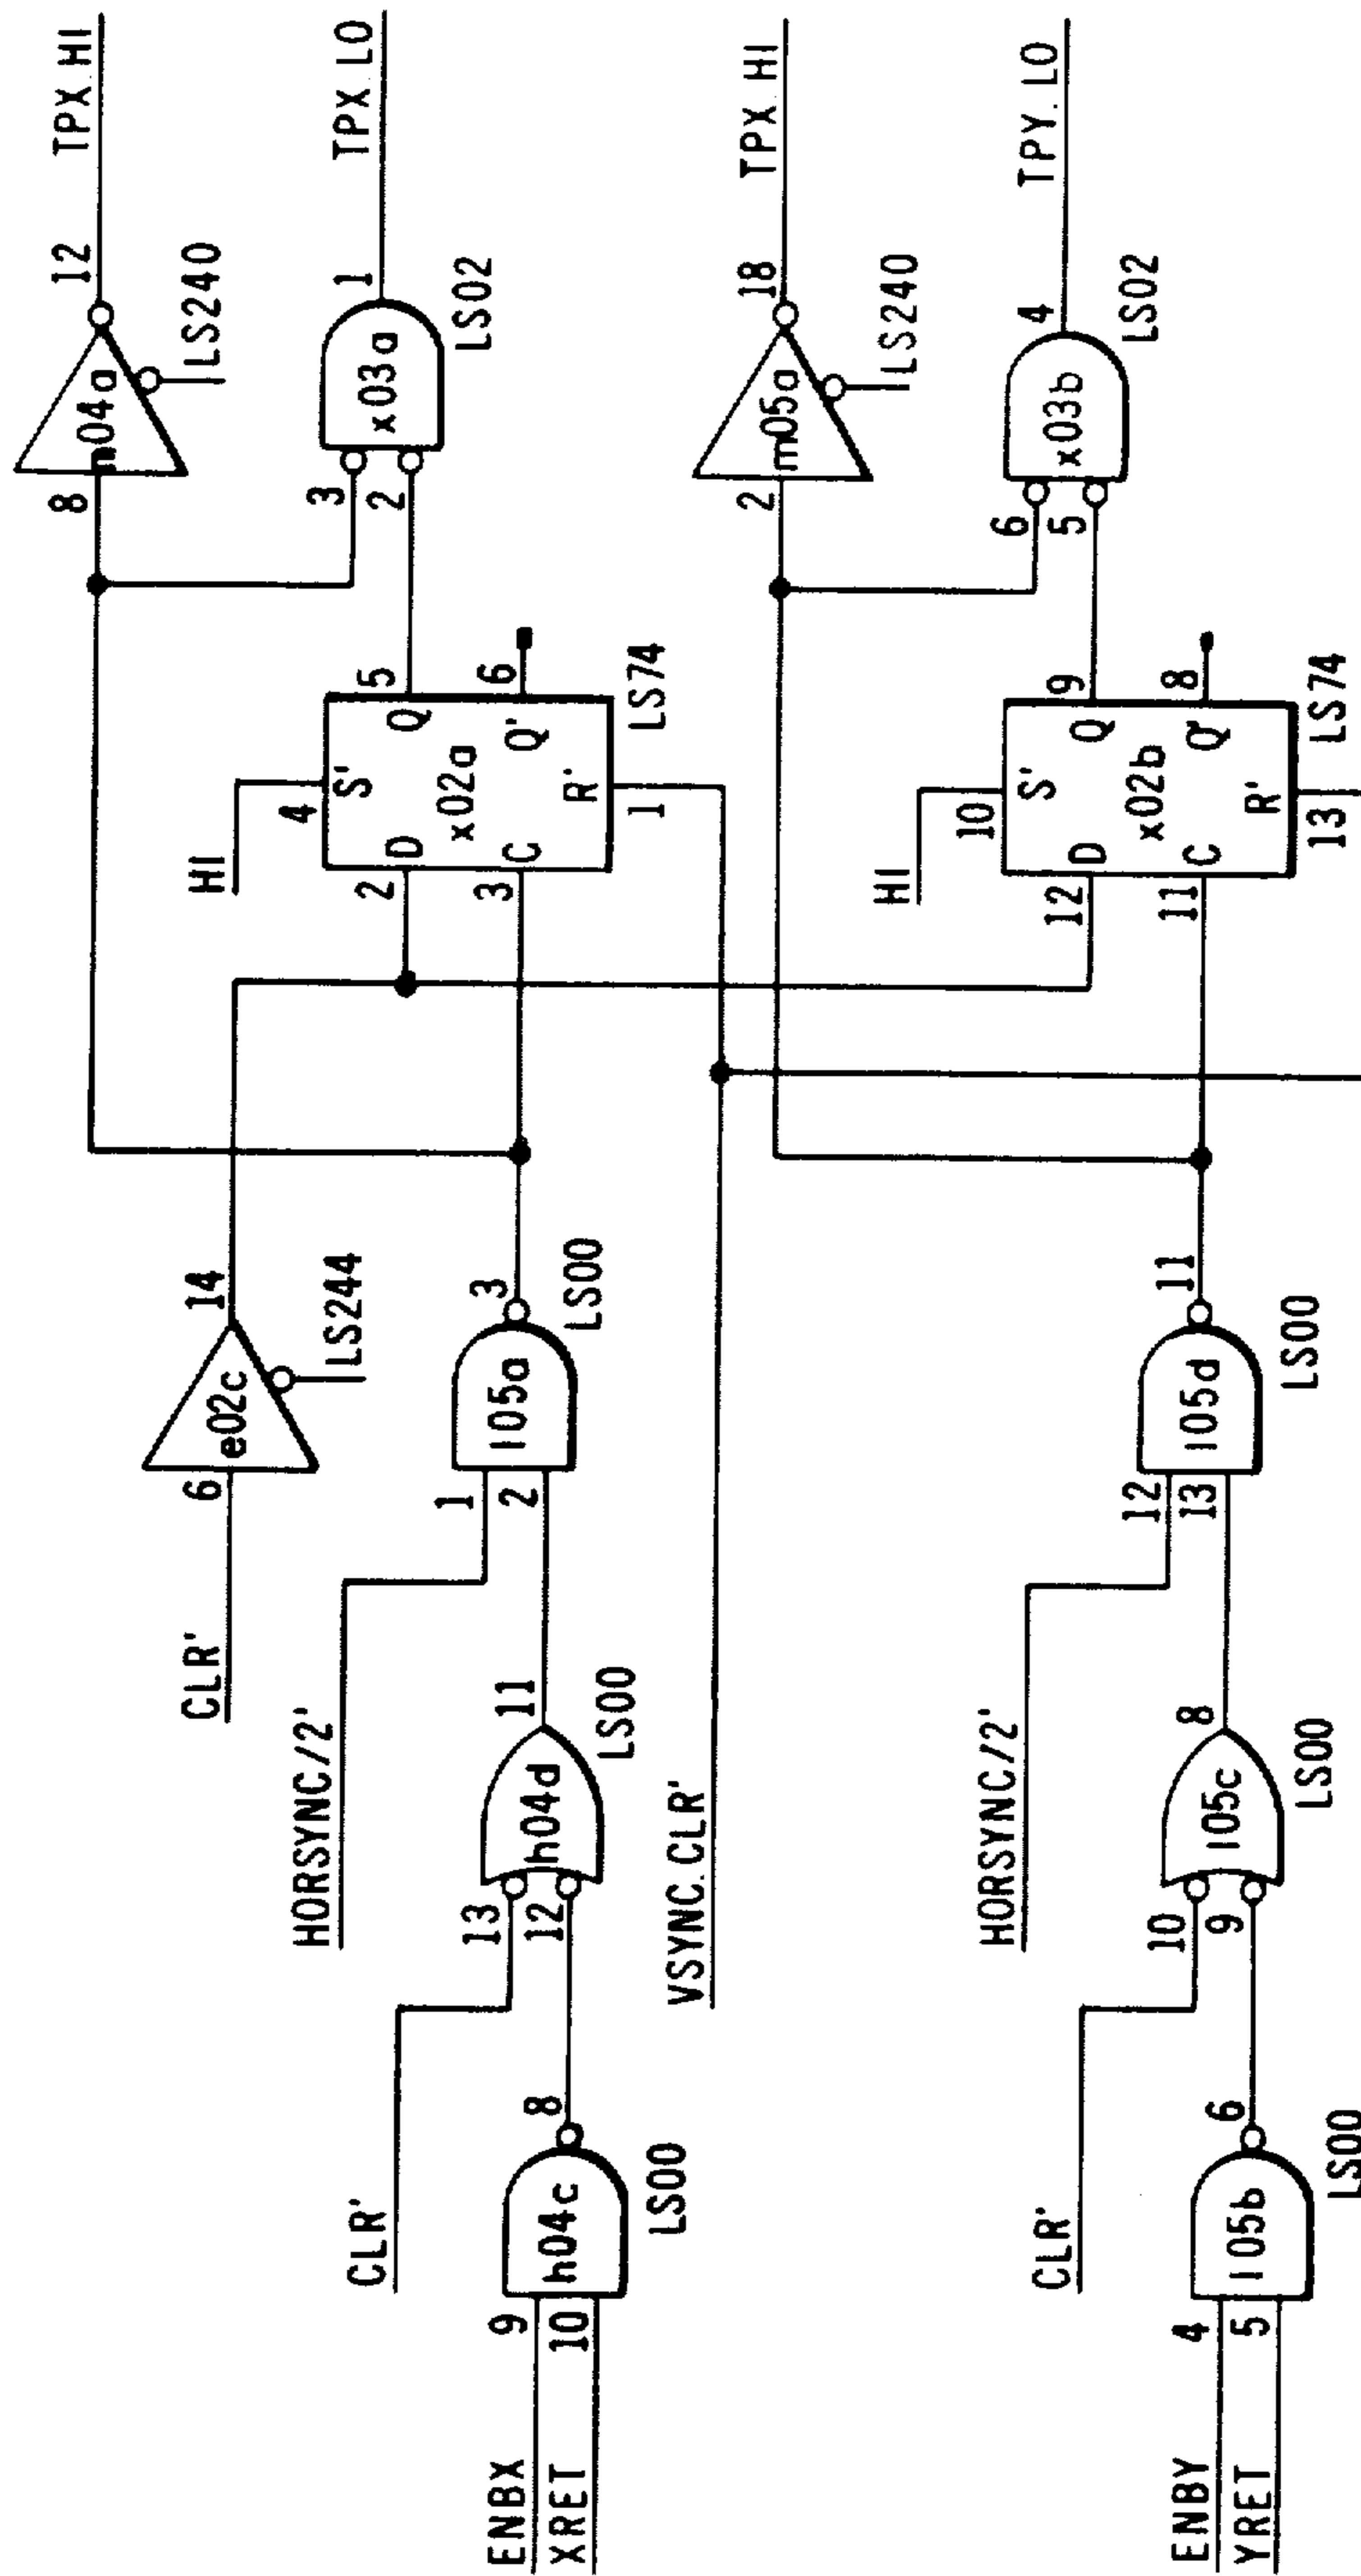 ENBX
XRET
9
10
h04c
LS00
8
CLR'
13
12
h04d
LS00
11
HORSYNC/2'
1
2
105a
LS00
3
CLR'
6
e02c
14
LS244
HI
4
S'
2
D
x02a
3
C
R'
1
Q
5
Q'
6
LS74
8
n04a
12
TPX.HI
LS240
3
2
x03a
1
TPX.LO
LS02
VSYNC.CLR'
ENBY
YRET
4
5
105b
LS00
6
CLR'
10
9
105c
LS00
8
HORSYNC/2'
12
13
105d
LS00
11
HI
10
S'
12
D
x02b
11
C
R'
13
Q
9
Q'
8
LS74
2
m05a
18
TPX.HI
LS240
6
5
x03b
4
TPY.LO
LS02